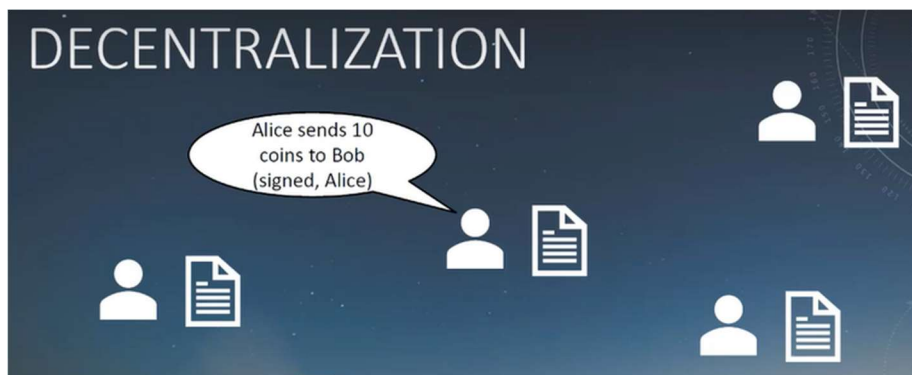 DECENTRALIZATION
Alice sends 10
coins to Bob
(signed, Alice)